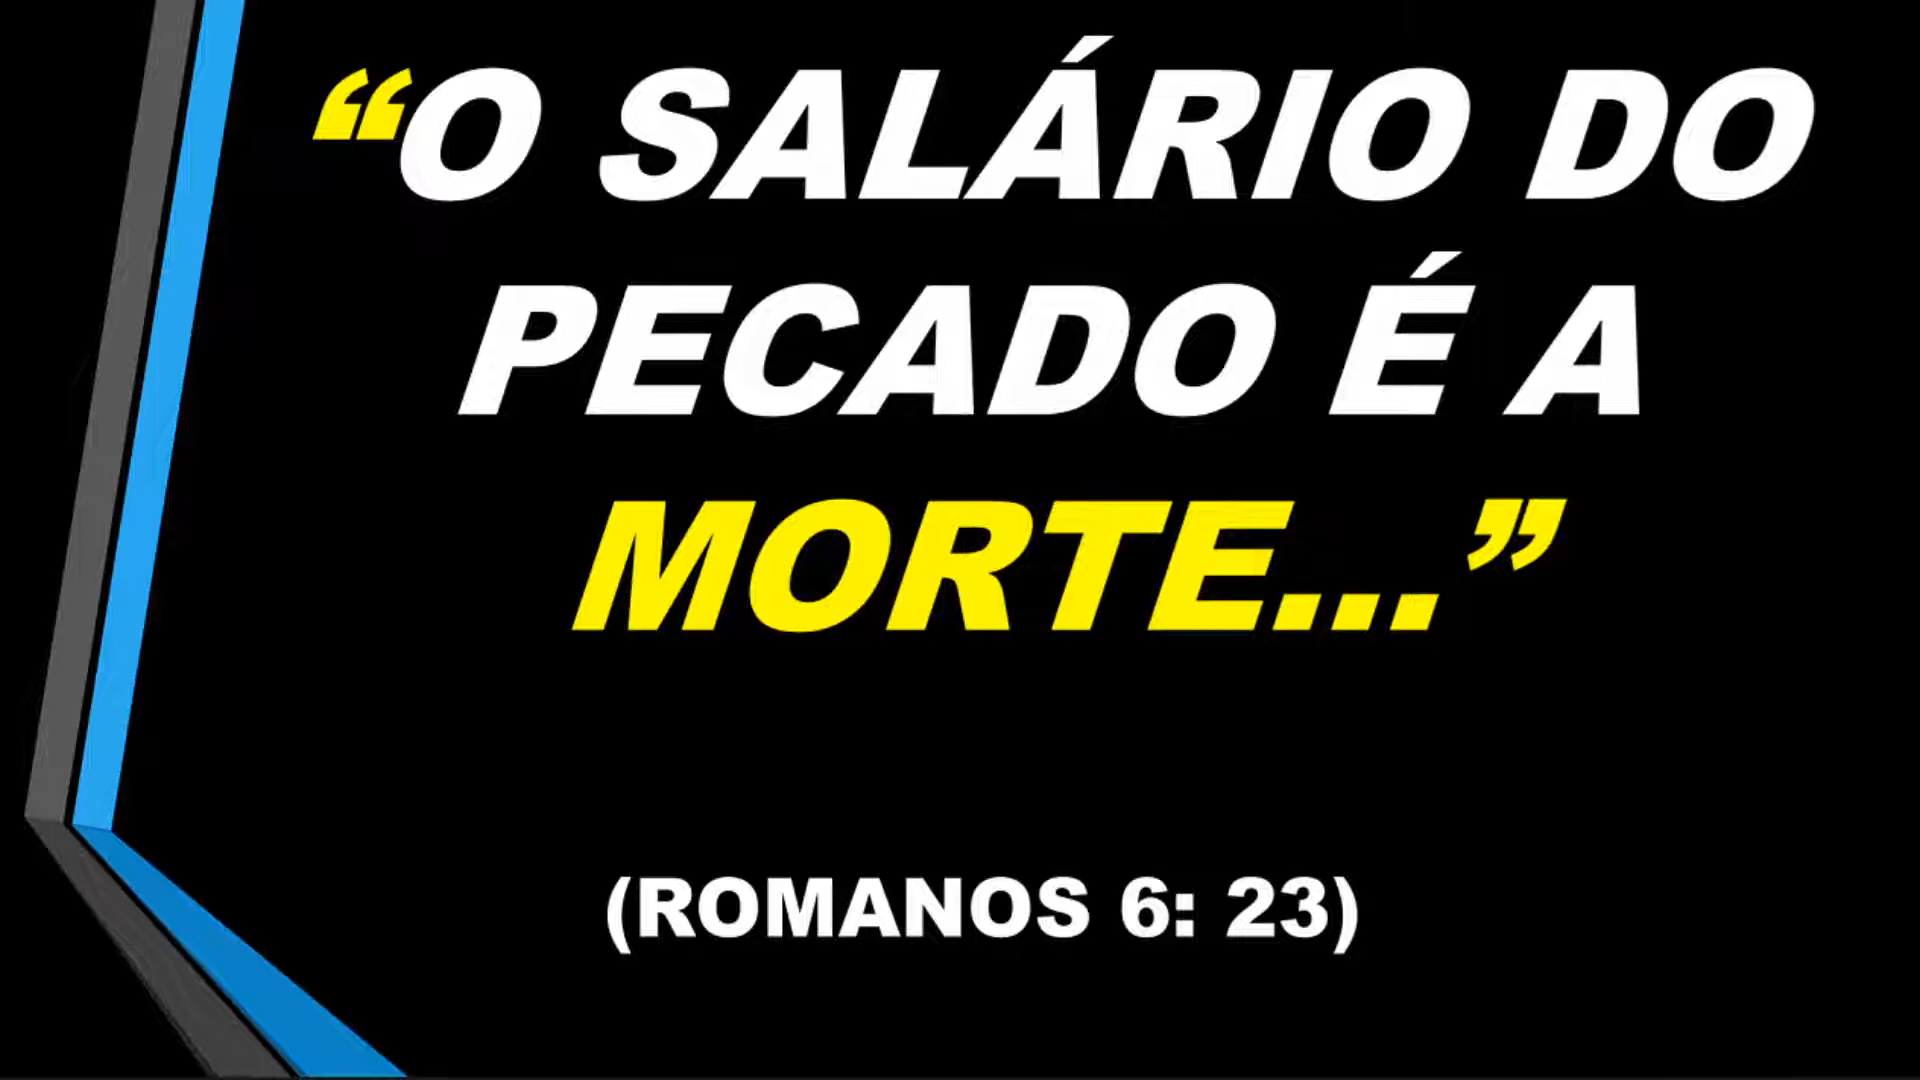 “O SALÁRIO DO
PECADO É A
MORTE...”
(ROMANOS 6: 23)